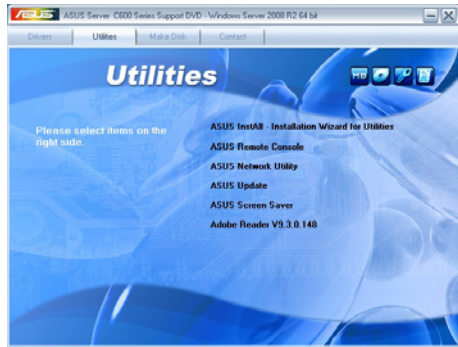 ASUS ASUS Server C600 Series Support DVD - Windows Server 2008 R2 64 bit
Drivers Utilities Make Disk Contact
Utilities
Please select items on the
right side.
ASUS InstAll - Installation Wizard for Utilities
ASUS Remote Console
ASUS Network Utility
ASUS Update
ASUS Screen Saver
Adobe Reader V9.3.0.148
MB